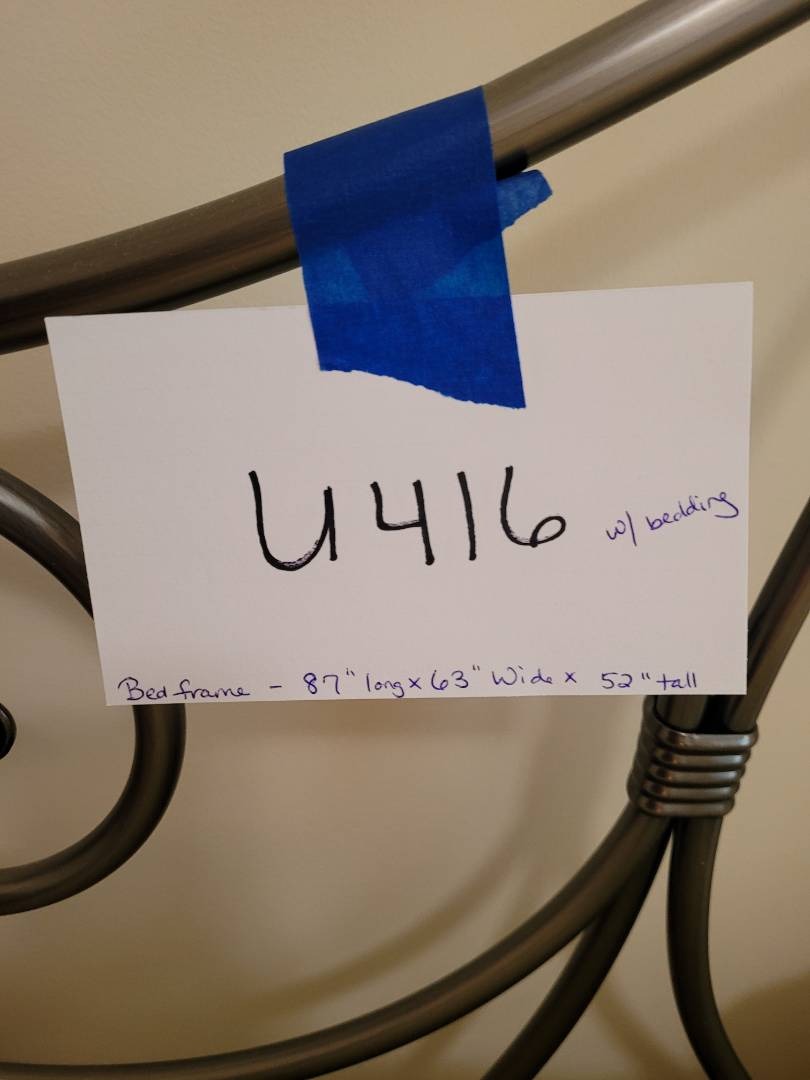 U416 w/ bedding
Bed frame - 87" long x 63" Wide x 52" tall